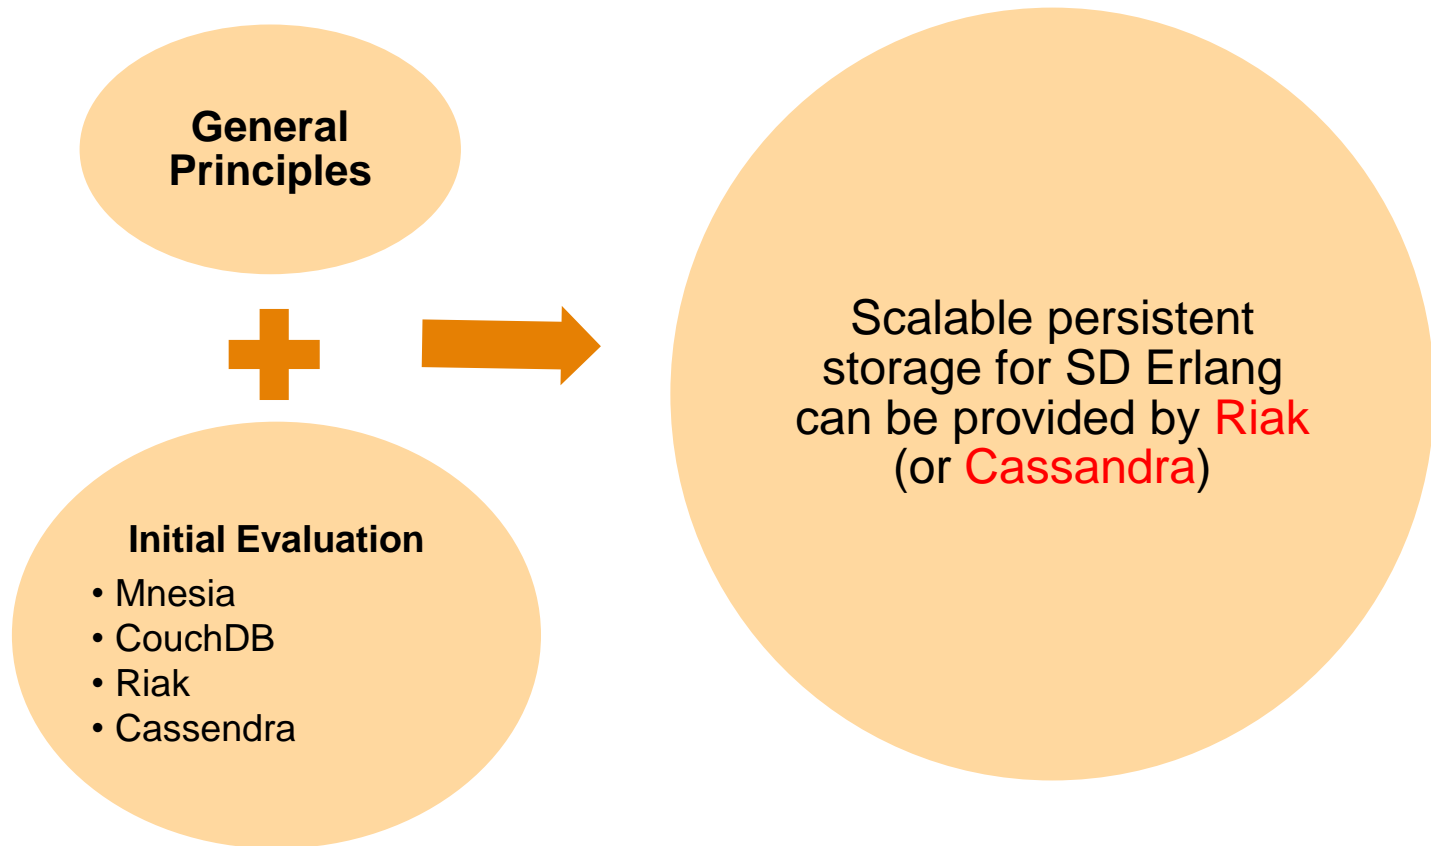 General
Principles
Initial Evaluation
• Mnesia
• CouchDB
• Riak
• Cassendra
Scalable persistent
storage for SD Erlang
can be provided by Riak
(or Cassandra)